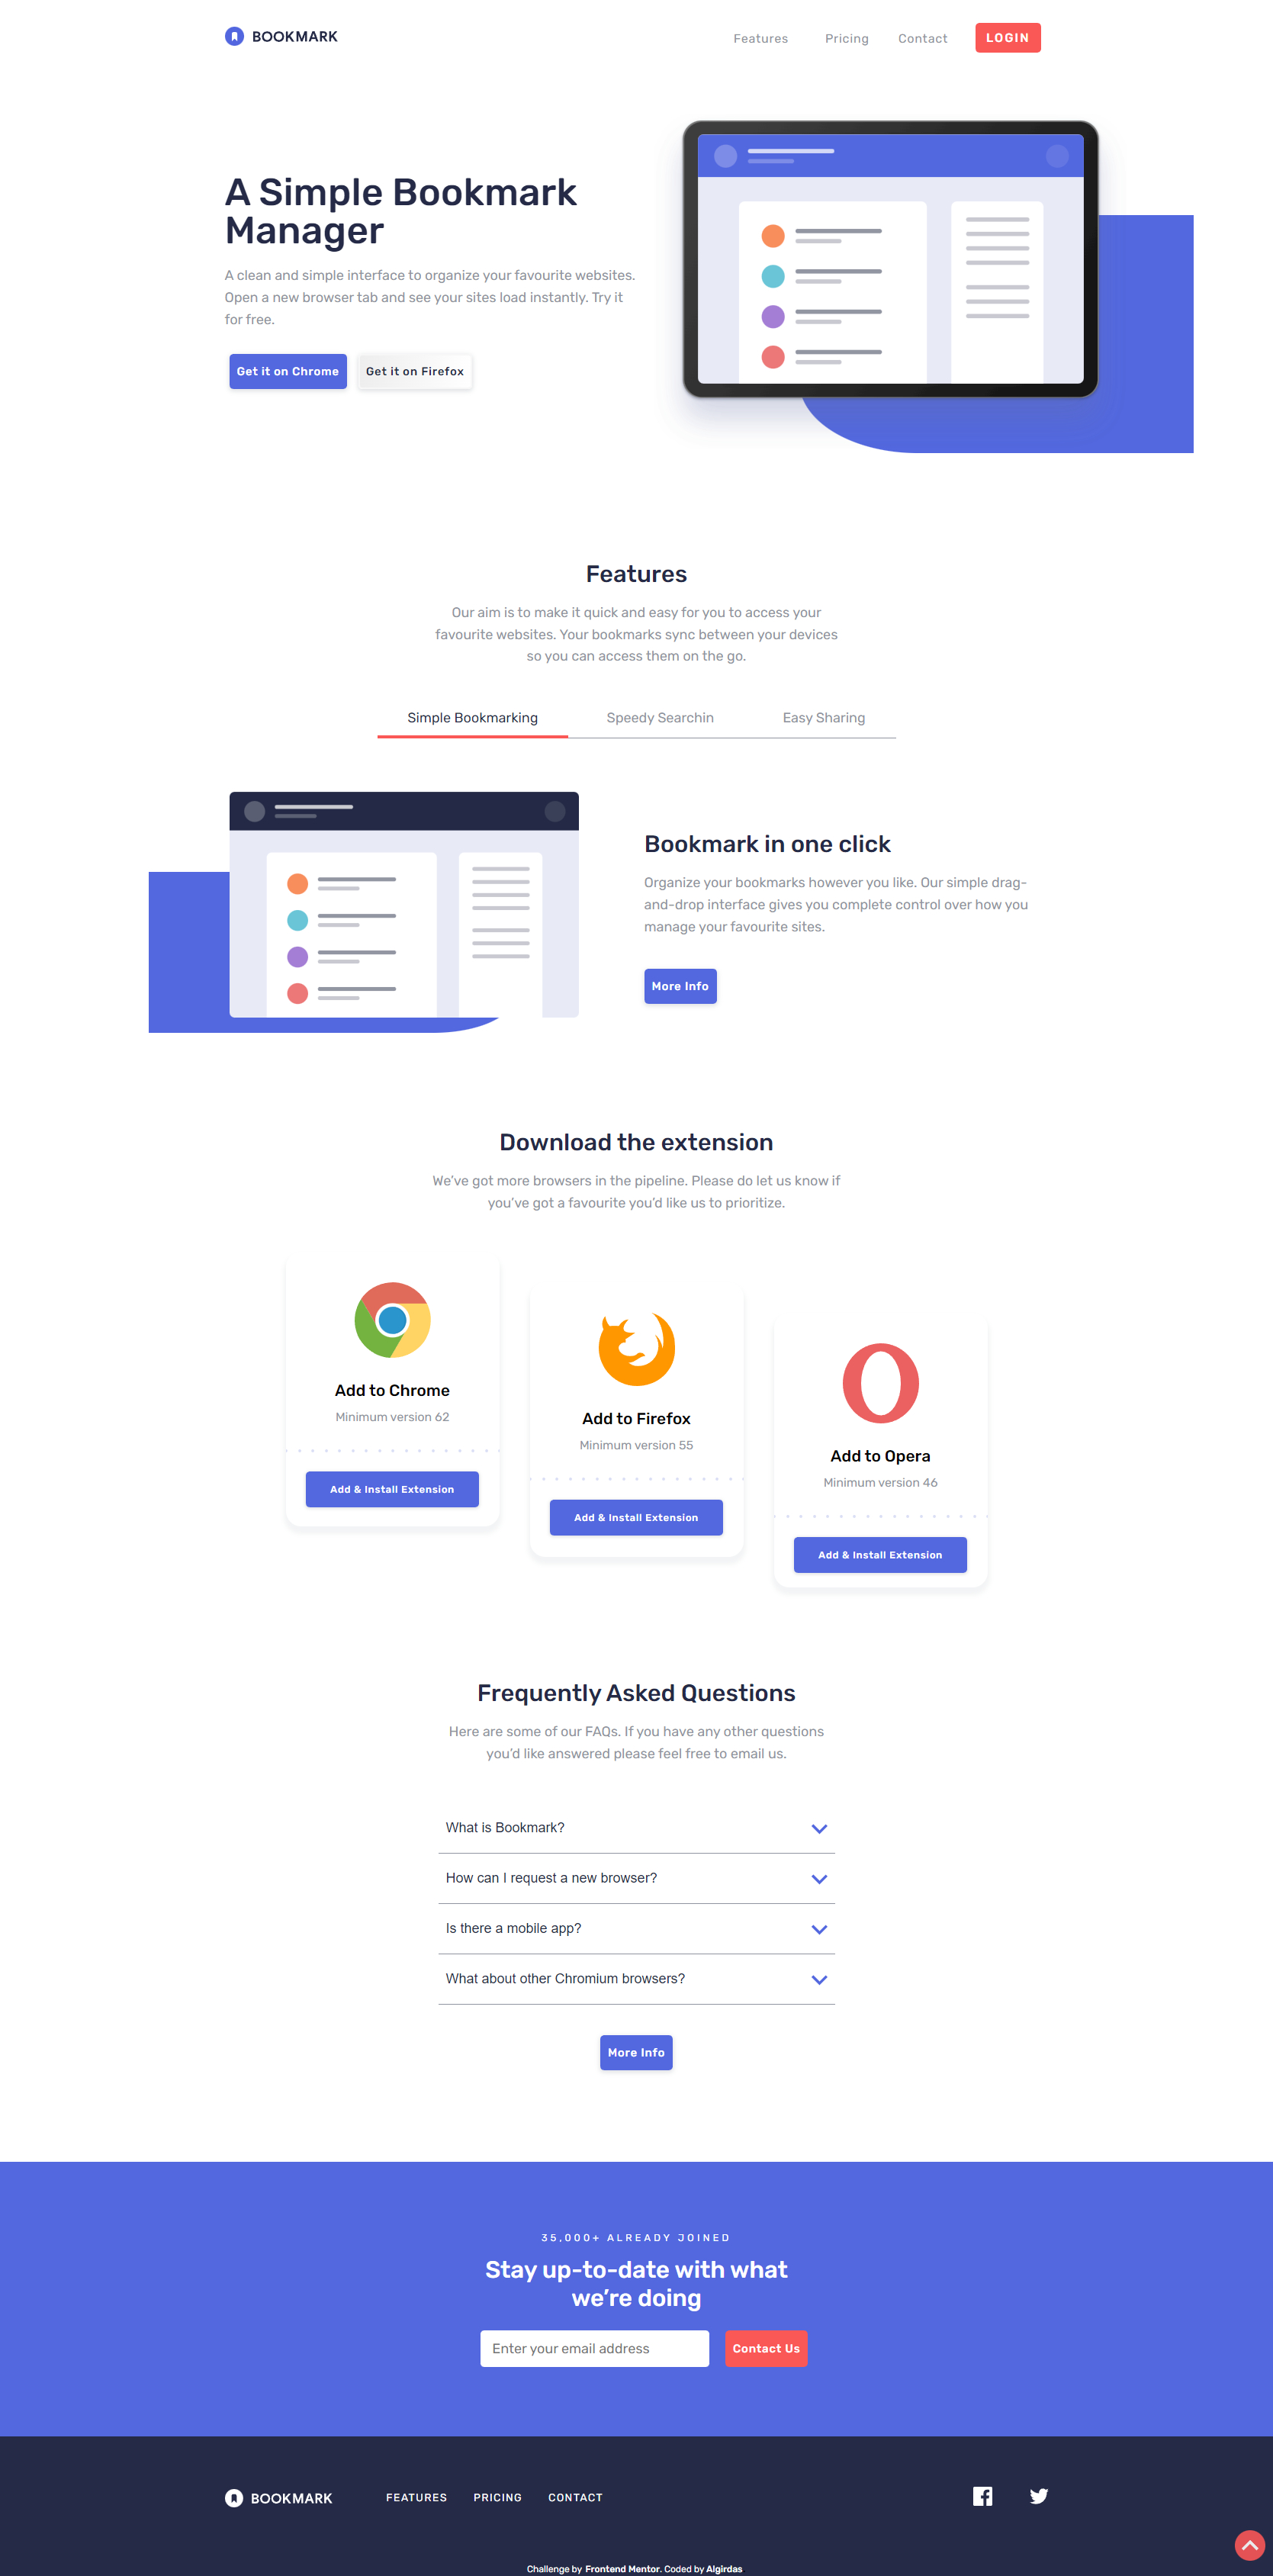 BOOKMARK
Features
Pricing
Contact
LOGIN
A Simple Bookmark
Manager
A clean and simple interface to organize your favourite websites.
Open a new browser tab and see your sites load instantly. Try it
for free.
Get it on Chrome
Get it on Firefox
Features
Our aim is to make it quick and easy for you to access your
favourite websites. Your bookmarks sync between your devices
so you can access them on the go.
Simple Bookmarking
Speedy Searchin
Easy Sharing
Bookmark in one click
Organize your bookmarks however you like. Our simple drag-
and-drop interface gives you complete control over how you
manage your favourite sites.
More Info
Download the extension
We’ve got more browsers in the pipeline. Please do let us know if
you’ve got a favourite you’d like us to prioritize.
Add to Chrome
Minimum version 62
Add & Install Extension
Add to Firefox
Minimum version 55
Add & Install Extension
Add to Opera
Minimum version 46
Add & Install Extension
Frequently Asked Questions
Here are some of our FAQs. If you have any other questions
you’d like answered please feel free to email us.
What is Bookmark?
How can I request a new browser?
Is there a mobile app?
What about other Chromium browsers?
More Info
35,000+ ALREADY JOINED
Stay up-to-date with what
we’re doing
Enter your email address
Contact Us
BOOKMARK
FEATURES
PRICING
CONTACT
Challenge by Frontend Mentor. Coded by Algirdas